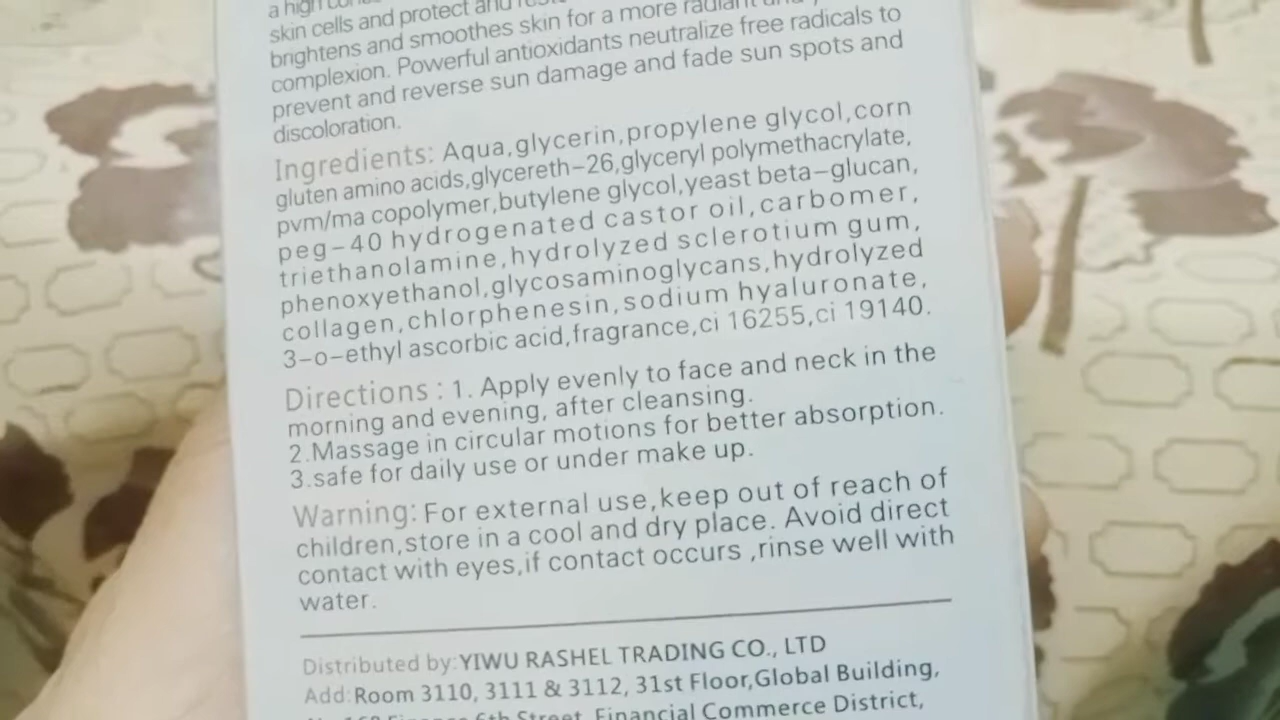 a high
skin cells and protect and
brightens and smoothes skin for a more radiant and
complexion. Powerful antioxidants neutralize free radicals to
prevent and reverse sun damage and fade sun spots and
discoloration.
Ingredients: Aqua,glycerin,propylene glycol,corn
gluten amino acids,glycereth-26,glyceryl polymethacrylate,
pvm/ma copolymer,butylene glycol,yeast beta-glucan,
peg-40 hydrogenated castor oil,carbomer,
triethanolamine,hydrolyzed sclerotium gum,
phenoxyethanol,glycosaminoglycans,hydrolyzed
collagen,chlorphenesin,sodium hyaluronate,
3-o-ethyl ascorbic acid,fragrance,ci 16255,ci 19140.
Directions : 1. Apply evenly to face and neck in the
morning and evening, after cleansing.
2.Massage in circular motions for better absorption.
3.safe for daily use or under make up.
Warning: For external use,keep out of reach of
children,store in a cool and dry place. Avoid direct
contact with eyes,if contact occurs ,rinse well with
water.
Distributed by:YIWU RASHEL TRADING CO., LTD
Add:Room 3110, 3111 & 3112, 31st Floor,Global Building,
6th Street, Financial Commerce District,